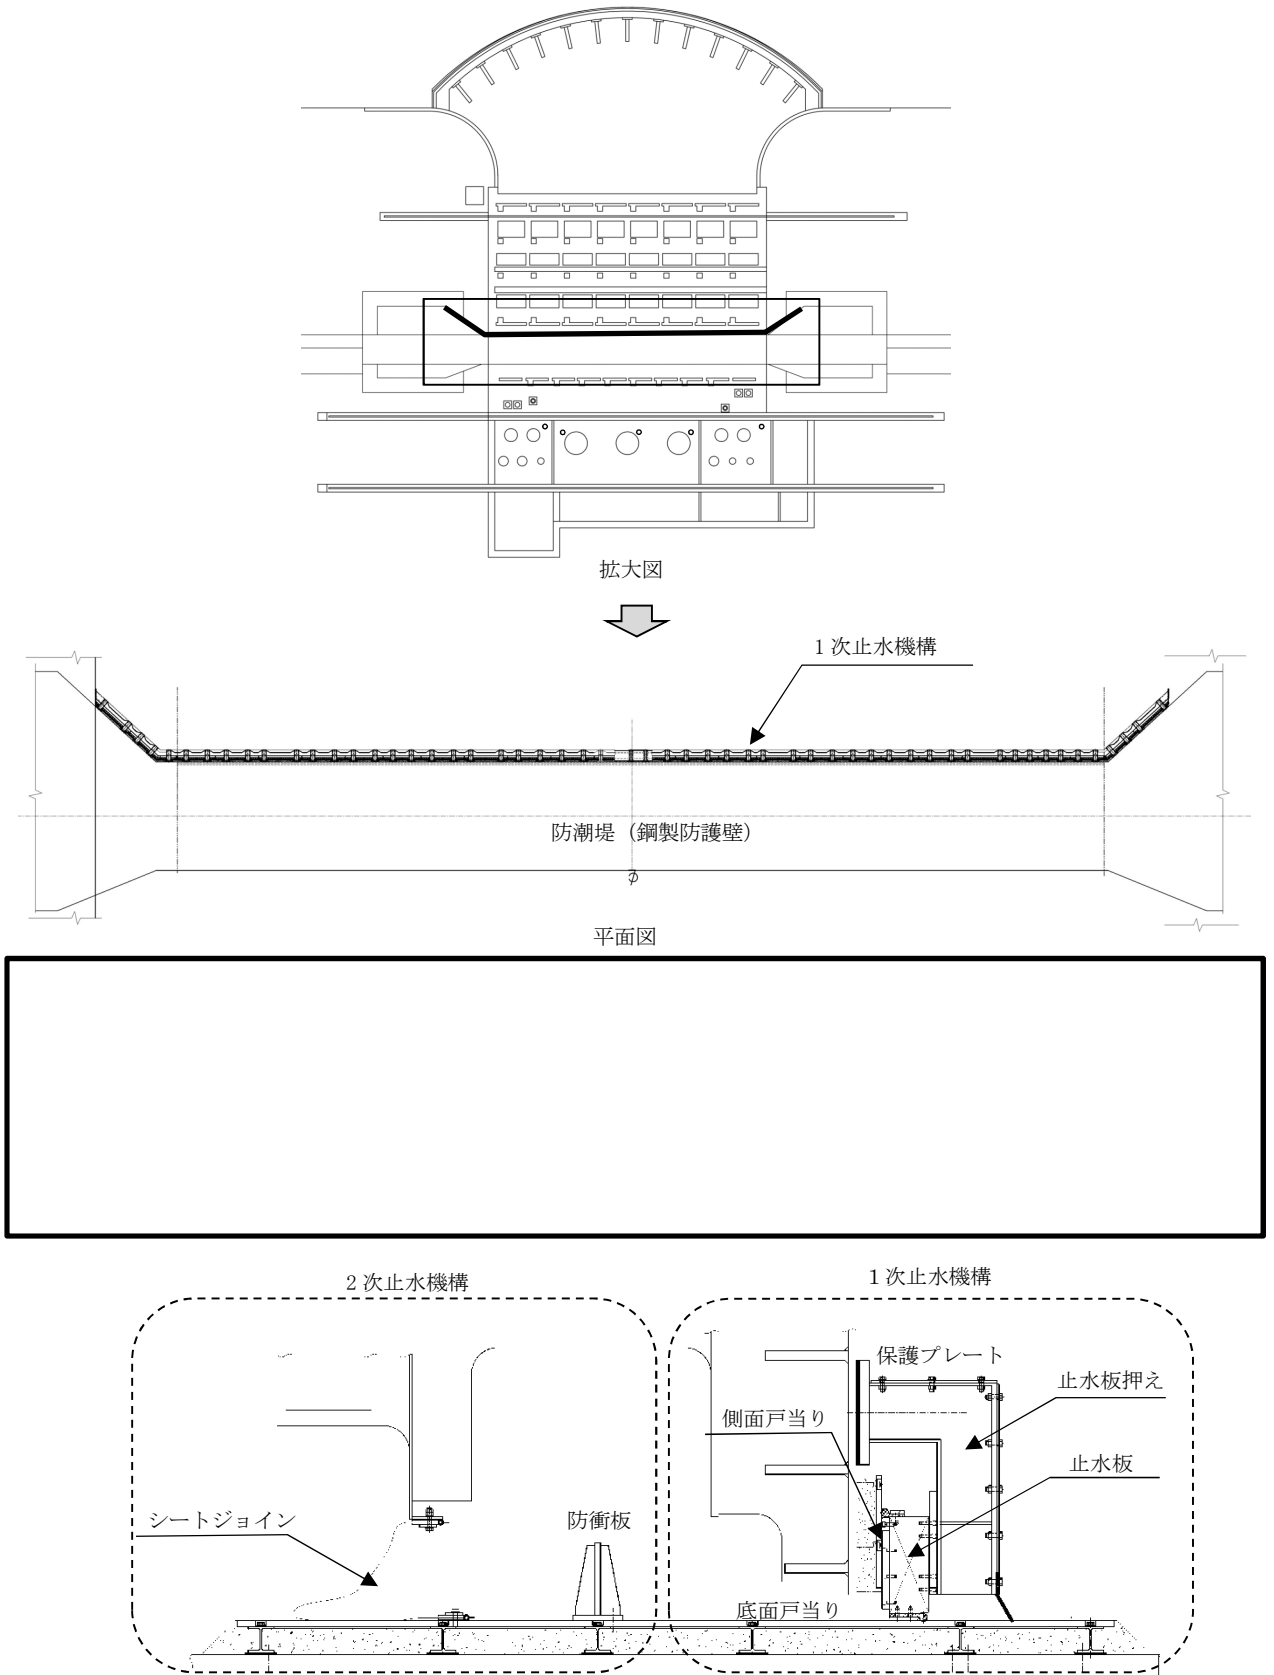 拡大図
1 次止水機構
防潮堤（鋼製防護壁）
平面図
2 次止水機構
1 次止水機構
保護プレート
止水板押え
側面戸当り
止水板
シートジョイン
防衝板
底面戸当り